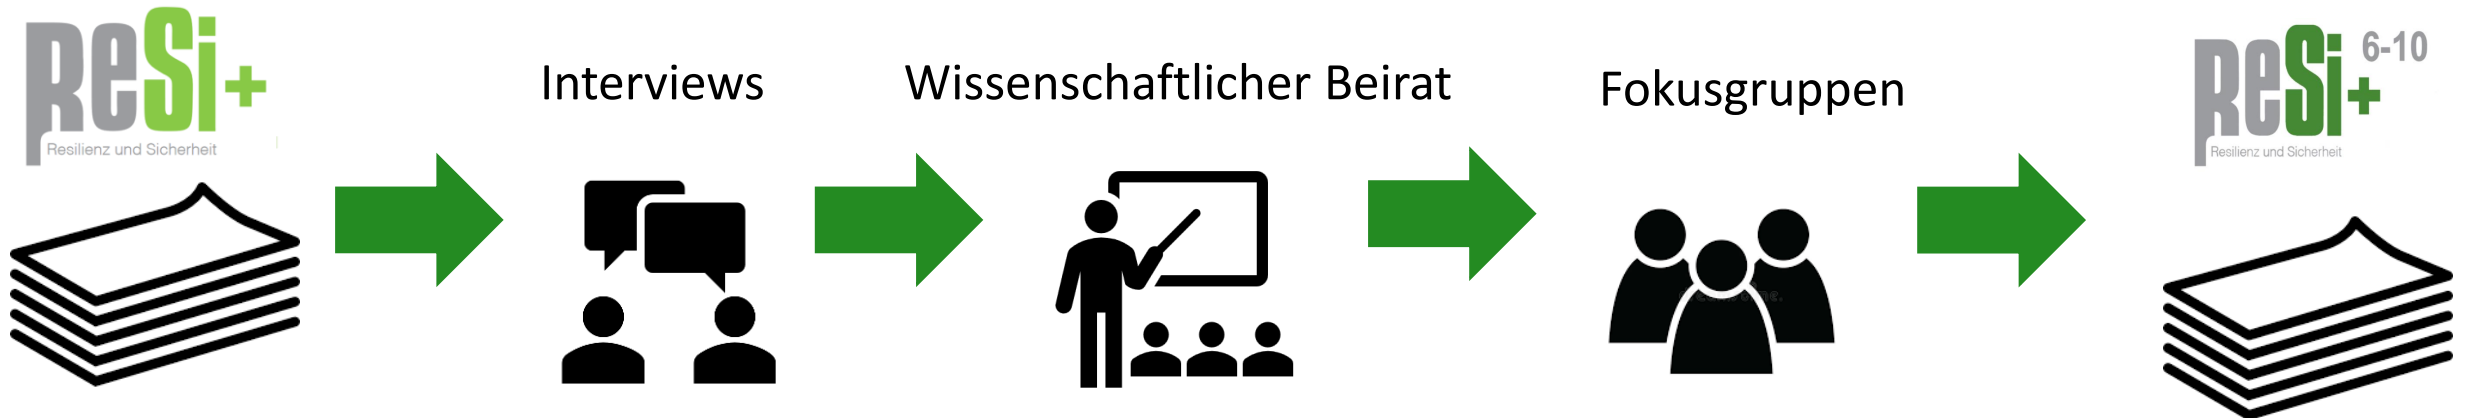 ReSi+
Resilienz und Sicherheit
Interviews
Wissenschaftlicher Beirat
Fokusgruppen
ReSi+ 6-10
Resilienz und Sicherheit